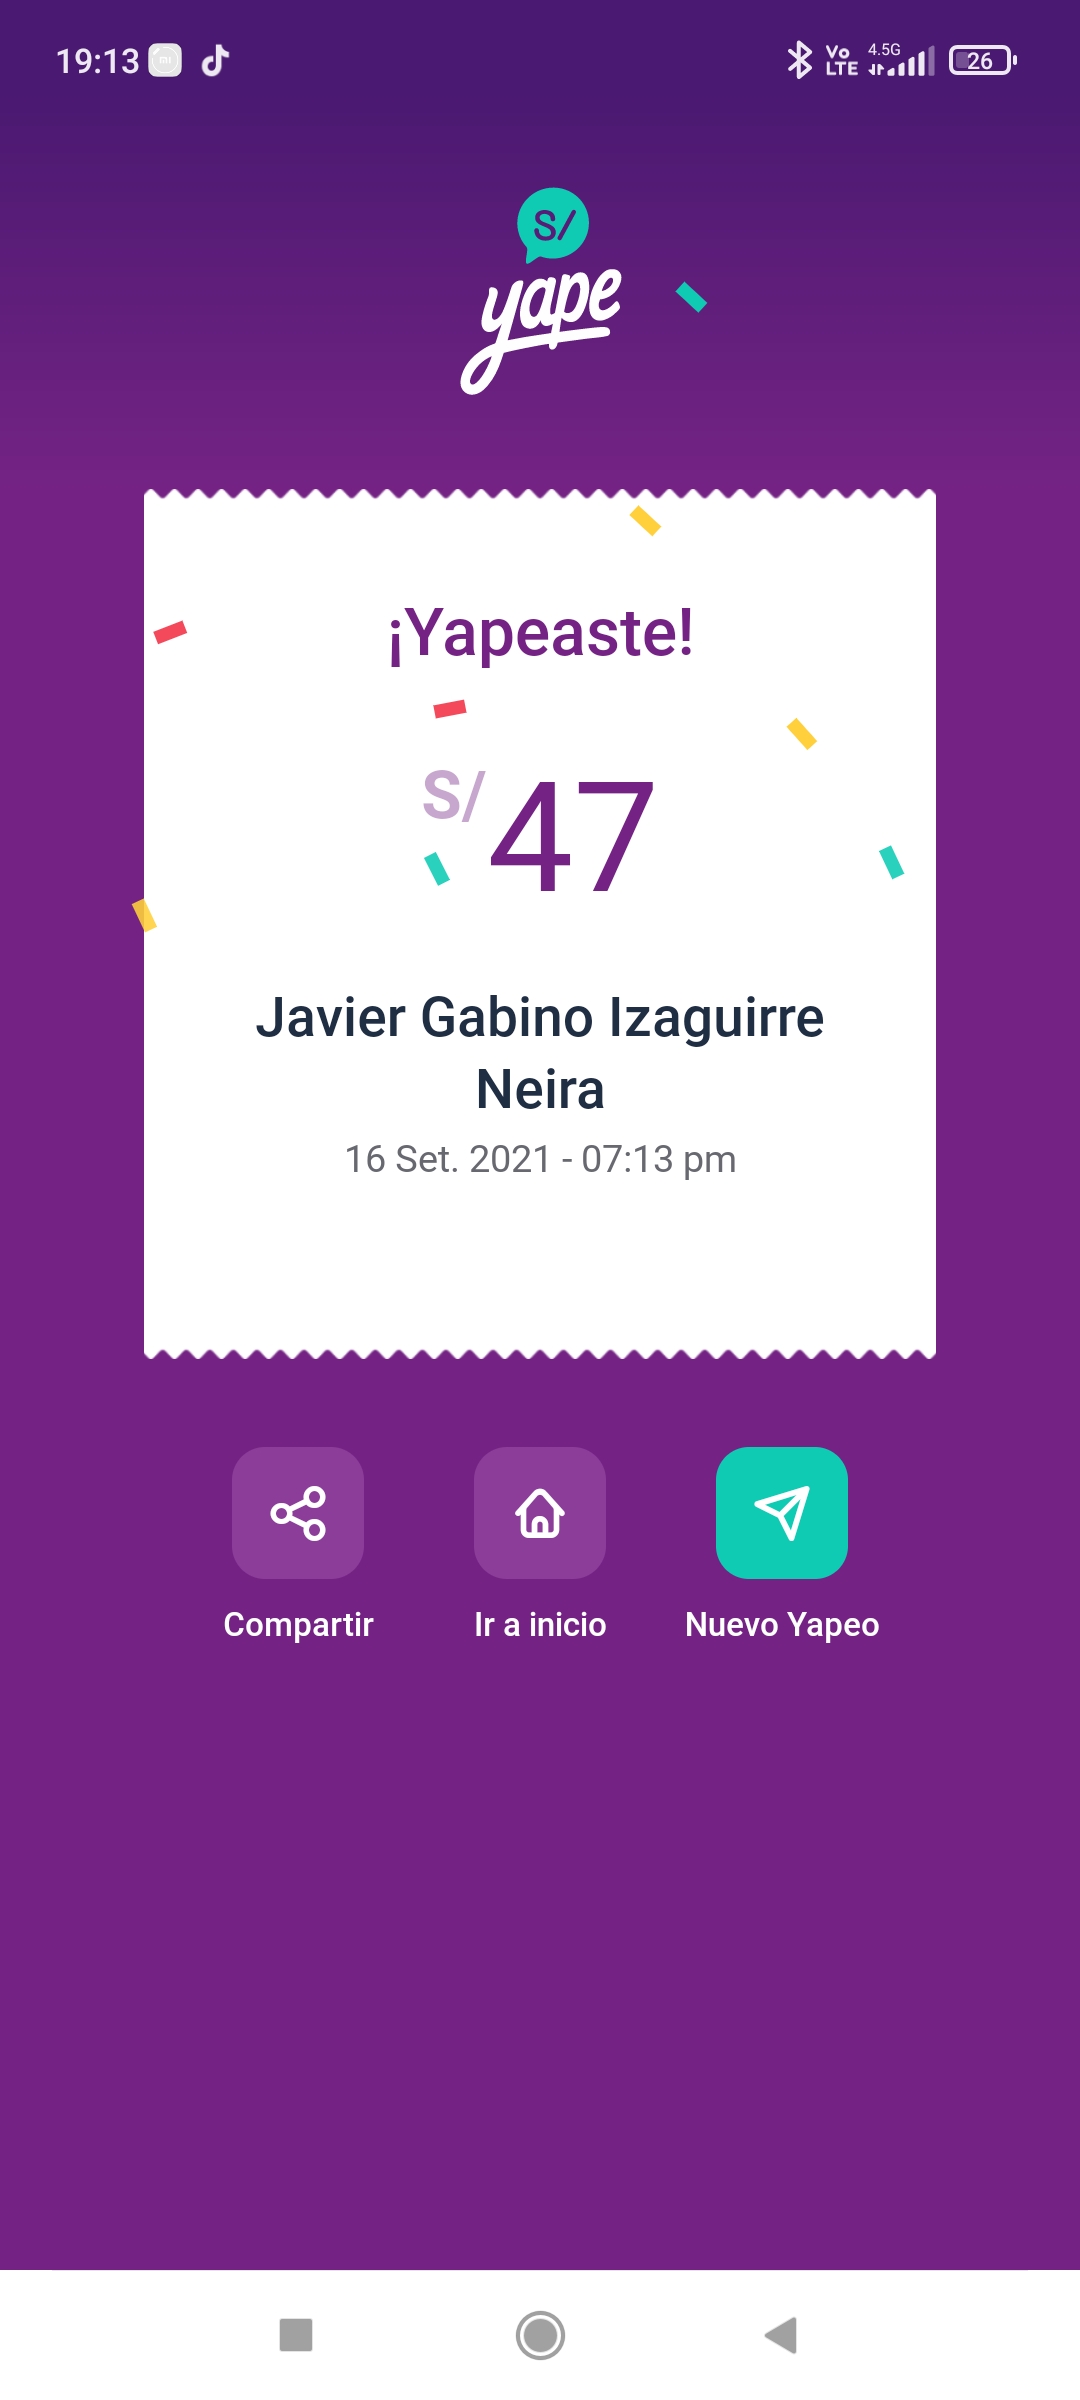 19:13
Vo LTE 4.5G 26
S/
yape
¡Yapeaste!
S/ 47
Javier Gabino Izaguirre
Neira
16 Set. 2021 - 07:13 pm
Compartir Ir a inicio Nuevo Yapeo